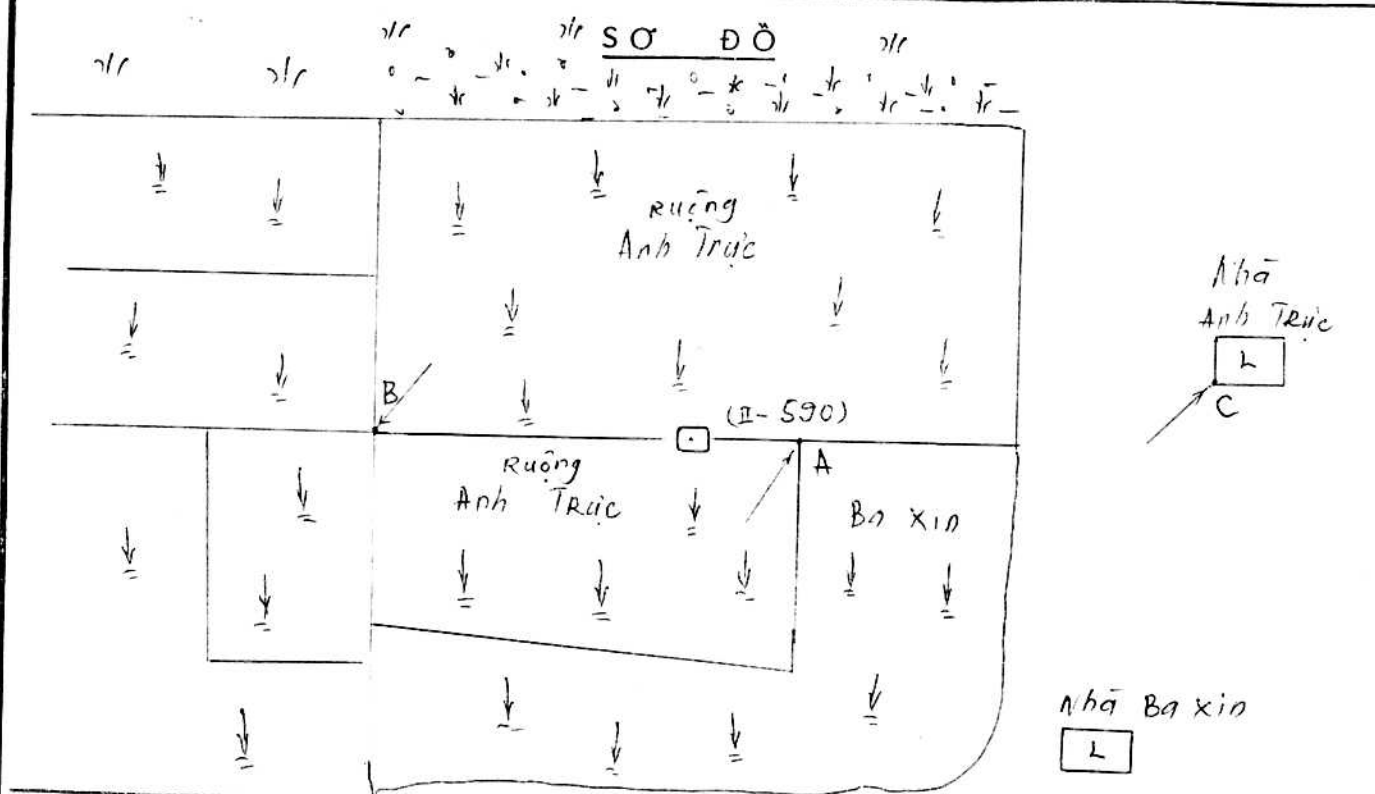 SƠ ĐỒ
Ruộng
Anh Trực
Nhà
Anh Trực
L
C
B
(II-590)
A
Ruộng
Anh Trực
Ba Xin
Nhà Ba Xin
L